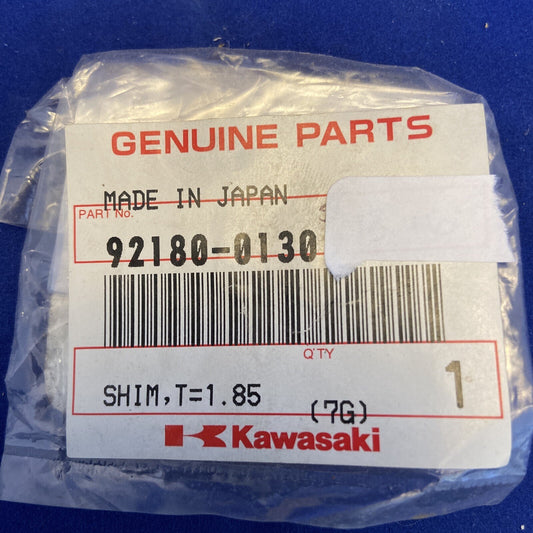 GENUINE PARTS
MADE IN JAPAN
PART No.
92180-0130
Q'TY
1
SHIM,T=1.85
(7G)
Kawasaki